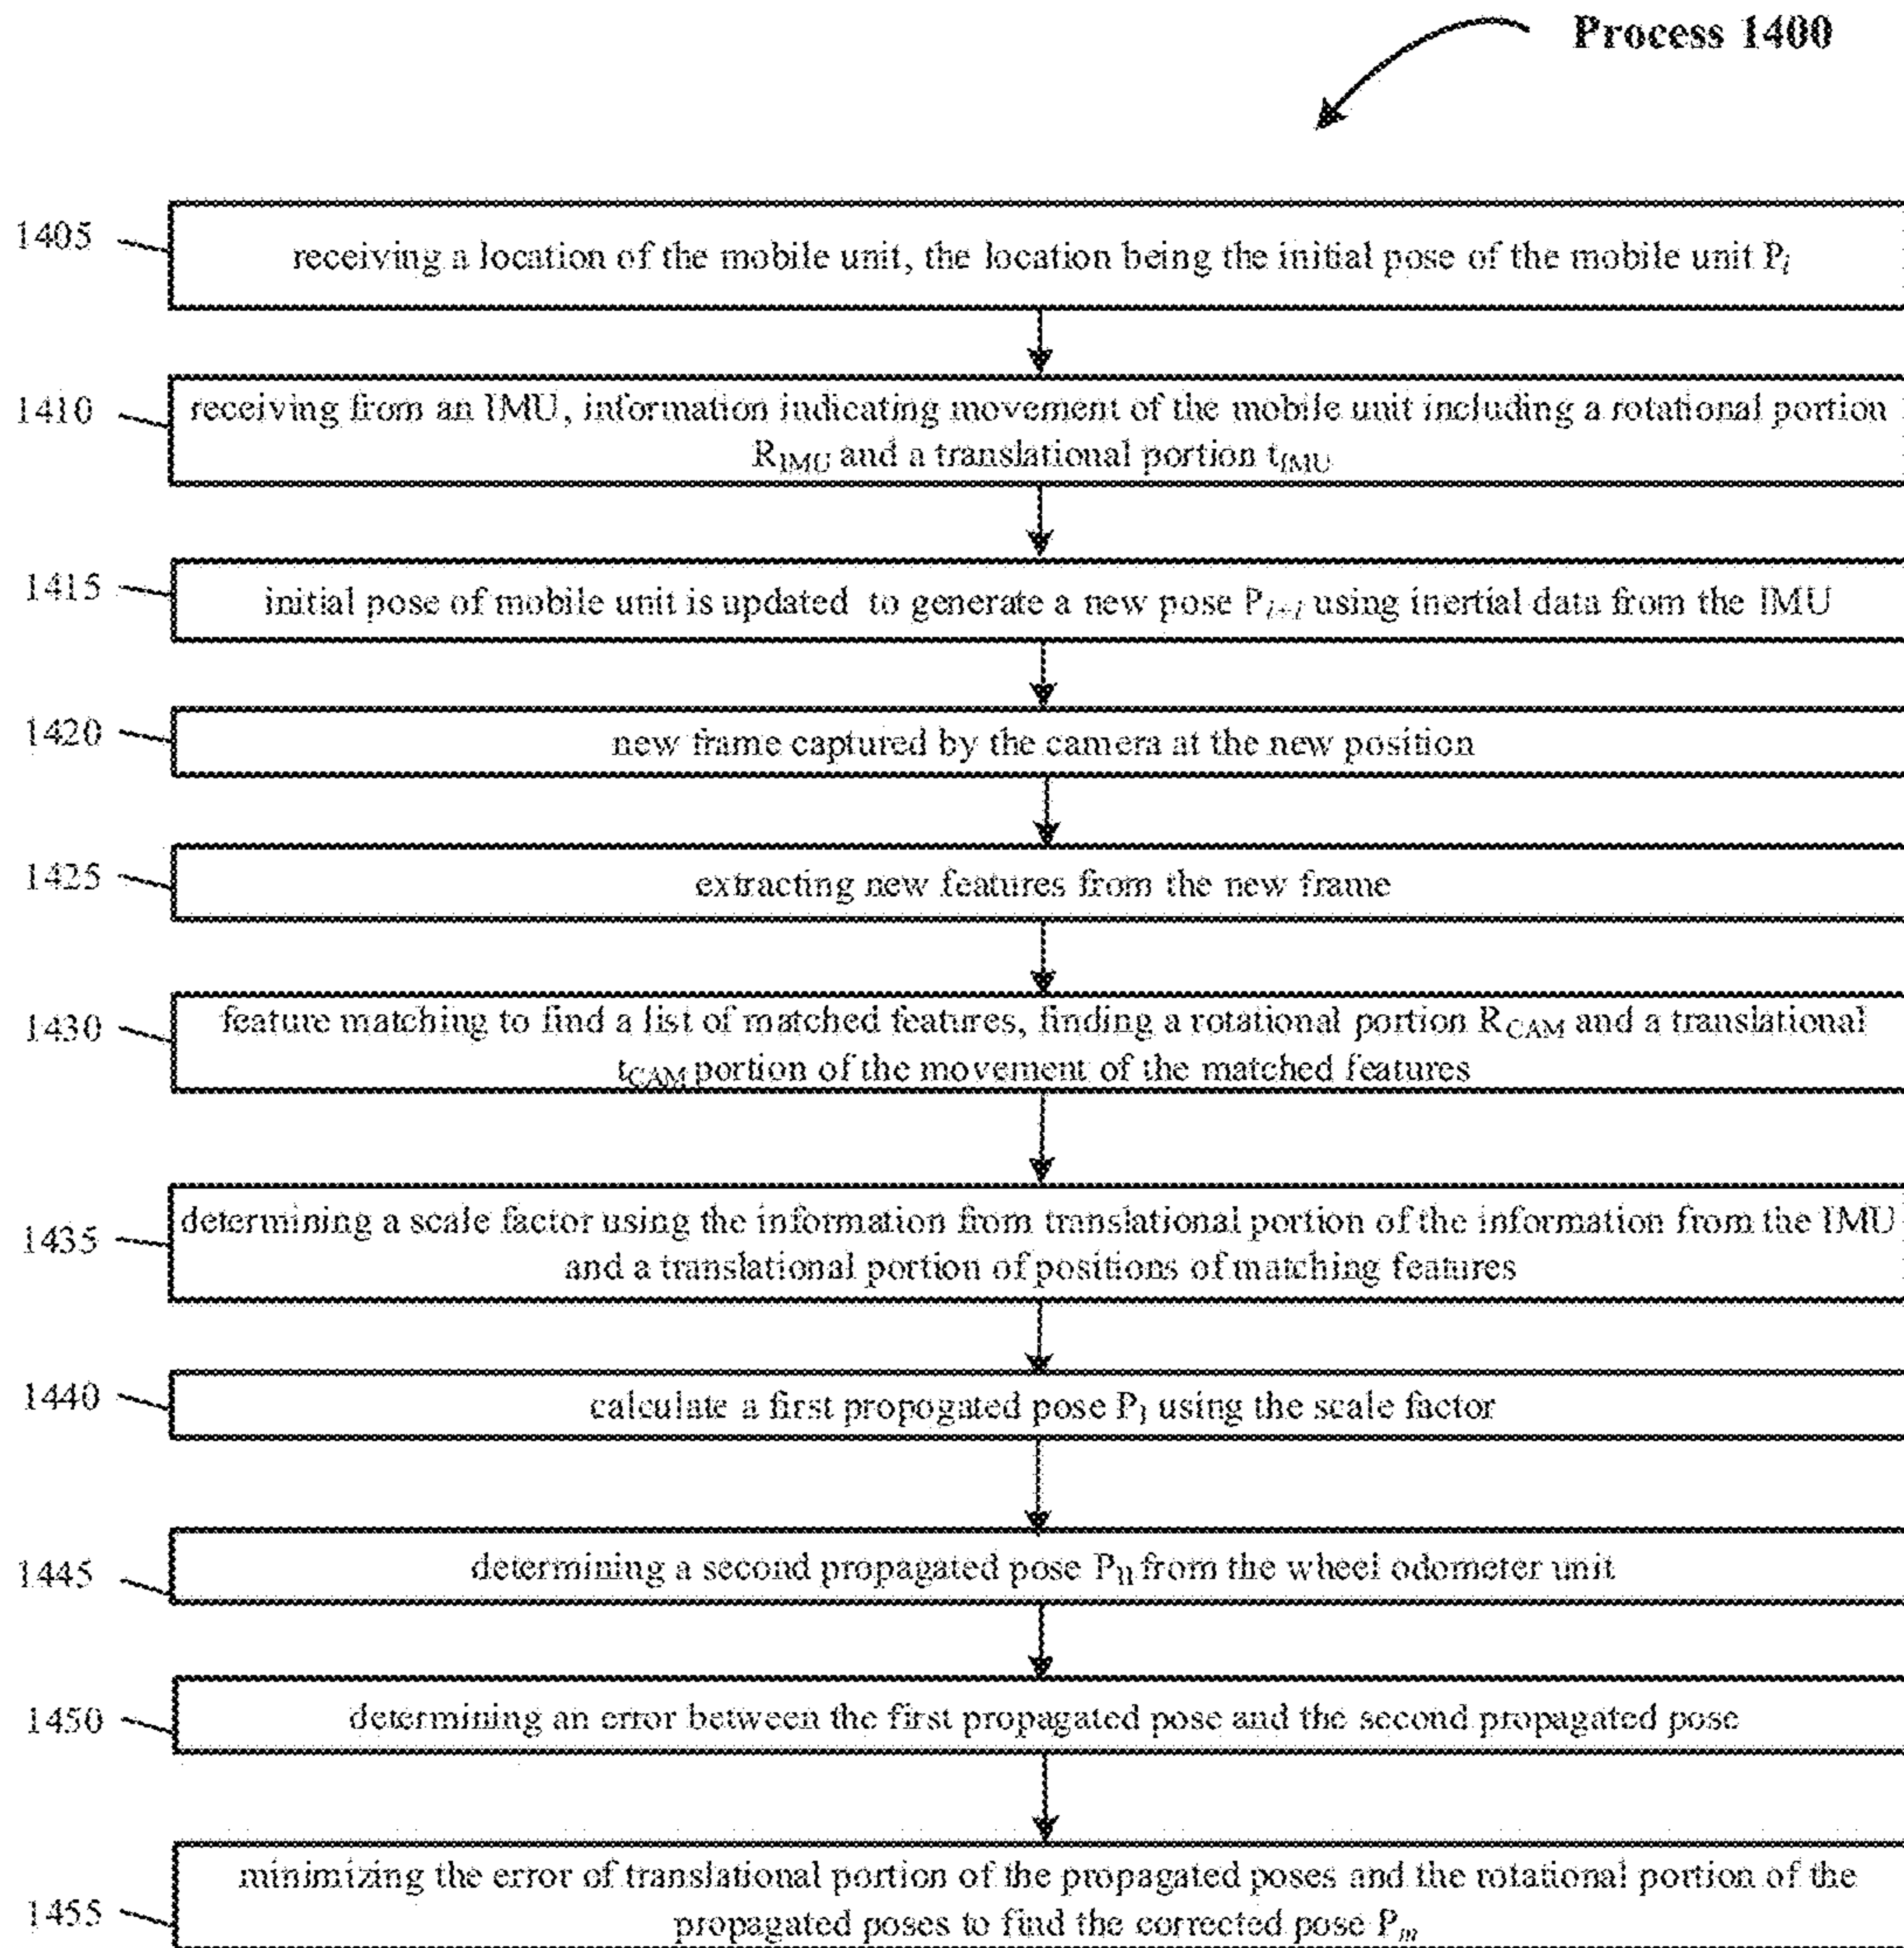 Process 1400
1405
receiving a location of the mobile unit, the location being the initial pose of the mobile unit Pi
1410
receiving from an IMU, information indicating movement of the mobile unit including a rotational portion
RIMU and a translational portion tIMU
1415
initial pose of mobile unit is updated to generate a new pose Pi+1 using inertial data from the IMU
1420
new frame captured by the camera at the new position
1425
extracting new features from the new frame
1430
feature matching to find a list of matched features, finding a rotational portion RCAM and a translational
tCAM portion of the movement of the matched features
1435
determining a scale factor using the information from translational portion of the information from the IMU
and a translational portion of positions of matching features
1440
calculate a first propogated pose PI using the scale factor
1445
determining a second propagated pose PII from the wheel odometer unit
1450
determining an error between the first propagated pose and the second propagated pose
1455
minimizing the error of translational portion of the propagated poses and the rotational portion of the
propagated poses to find the corrected pose Pm